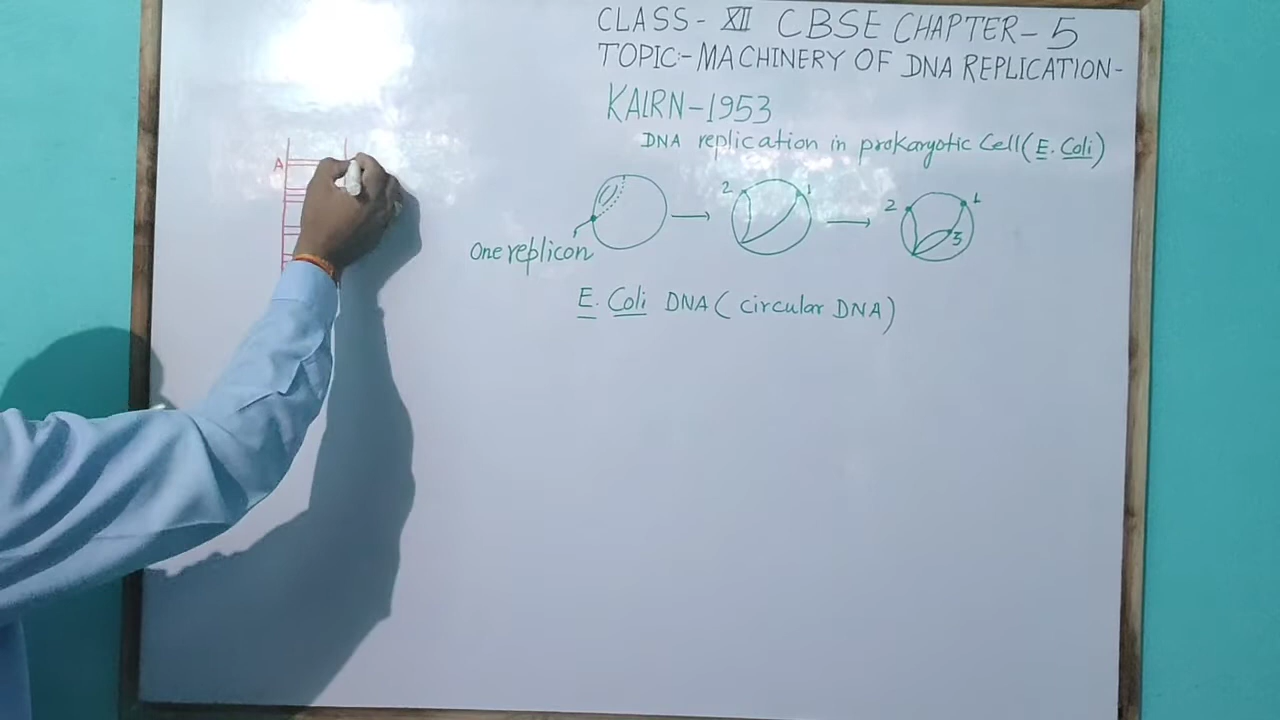 CLASS- XII CBSE CHAPTER-5
TOPIC:-MACHINERY OF DNA REPLICATION-
KAIRN-1953
DNA replication in prokaryotic Cell(E. Coli)
2 1 2 1
3
One replicon
E. Coli DNA (circular DNA)
A